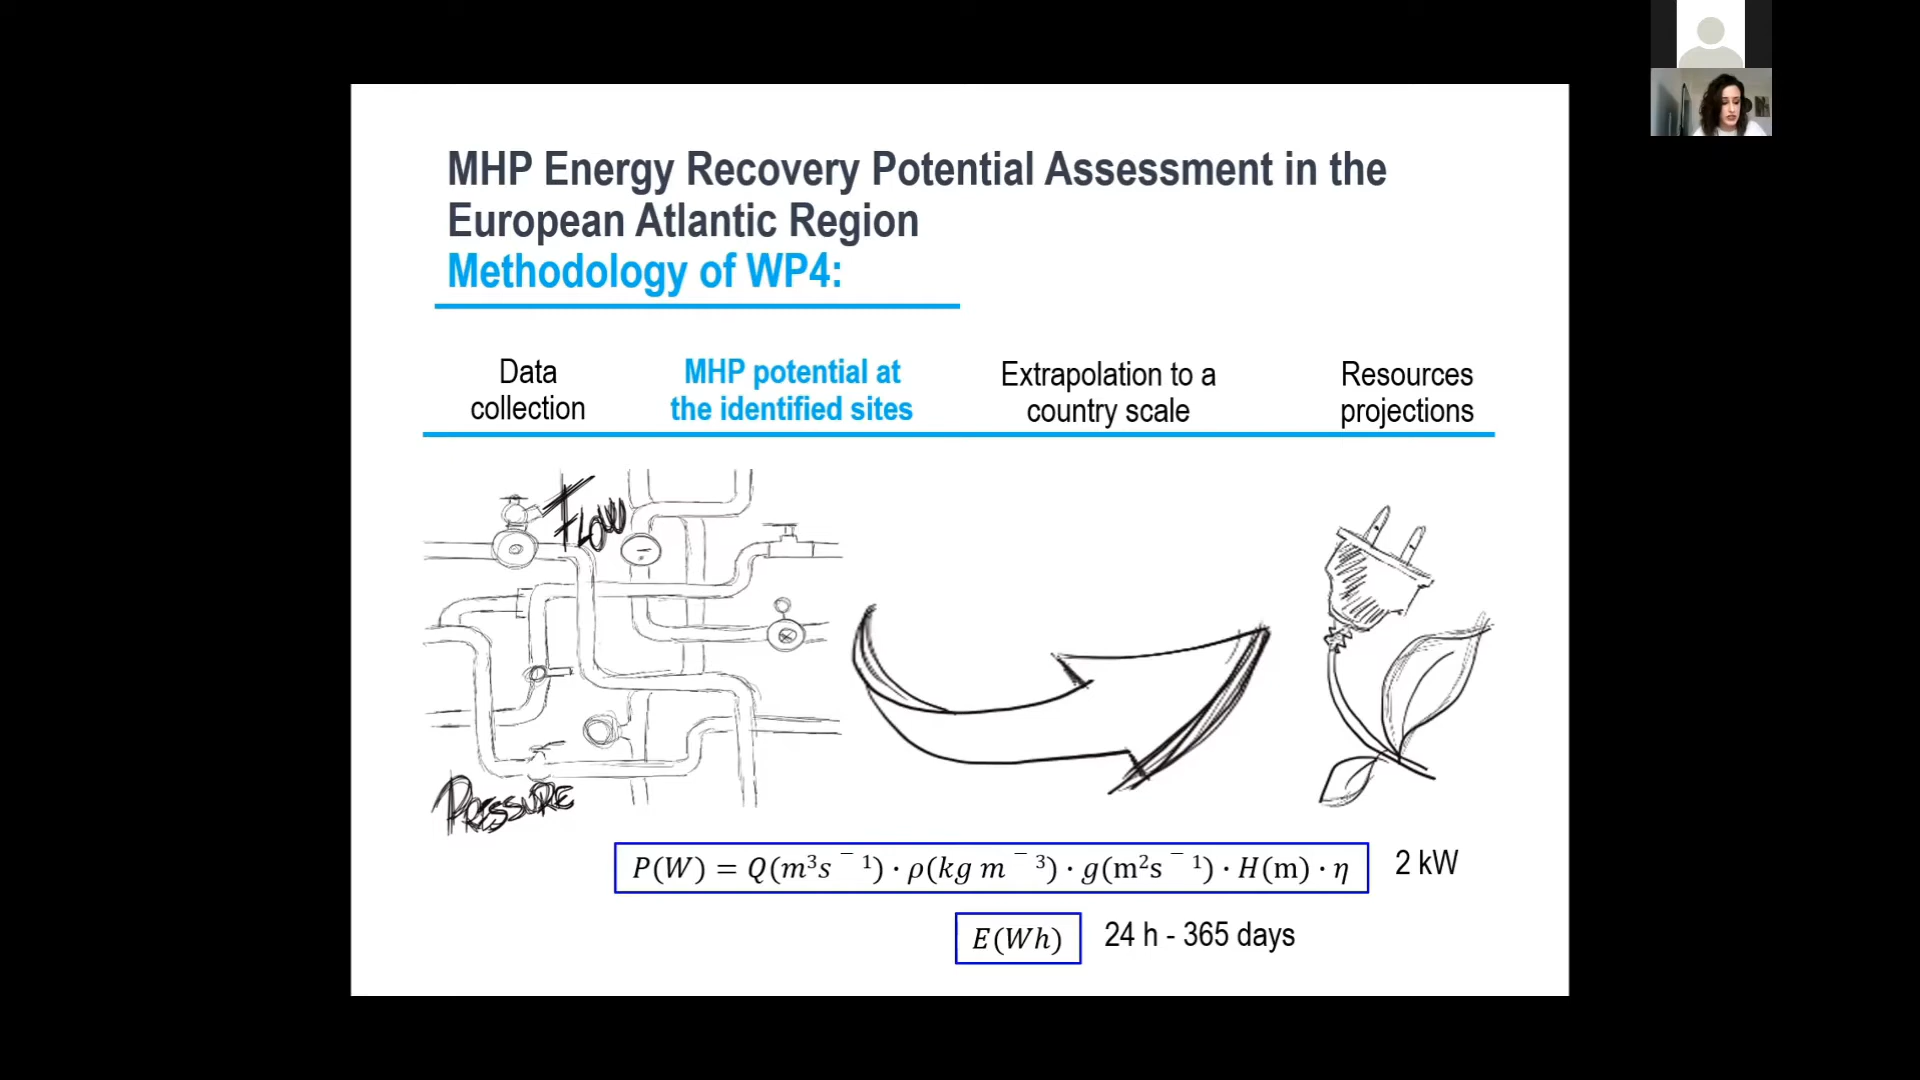 MHP Energy Recovery Potential Assessment in the
European Atlantic Region
Methodology of WP4:
Data
collection
MHP potential at
the identified sites
Extrapolation to a
country scale
Resources
projections
FLOW
PRESSURE
P(W) = Q(m³s⁻¹) · ρ(kg m⁻³) · g(m²s⁻¹) · H(m) · η
2 kW
E(Wh)
24 h - 365 days